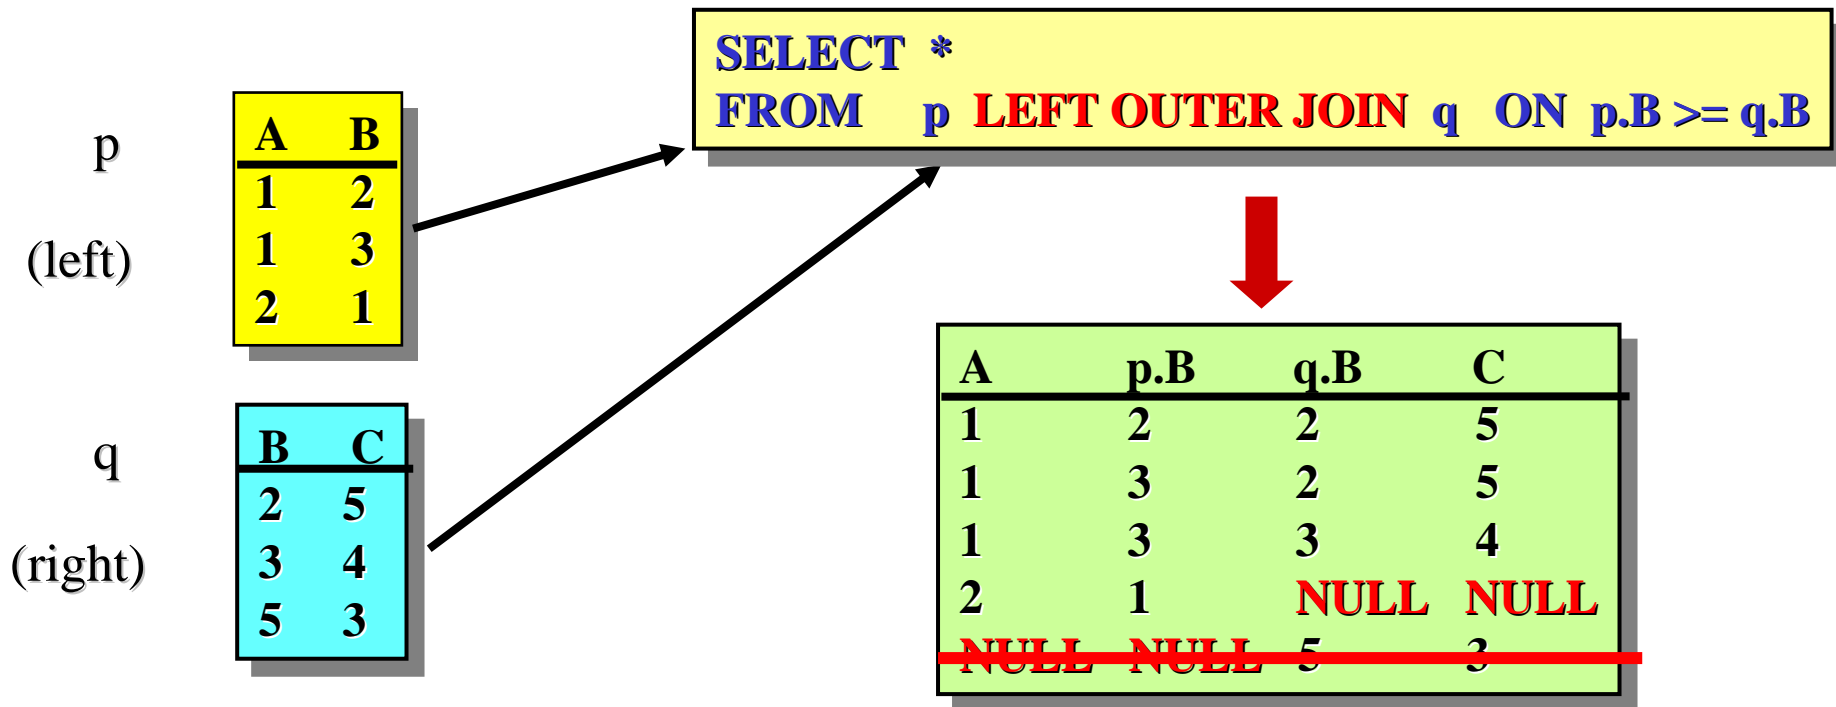 SELECT *
FROM p LEFT OUTER JOIN q ON p.B >= q.B
p
(left)
A B
1 2
1 3
2 1
q
(right)
B C
2 5
3 4
5 3
A p.B q.B C
1 2 2 5
1 3 2 5
1 3 3 4
2 1 NULL NULL
NULL NULL 5 3